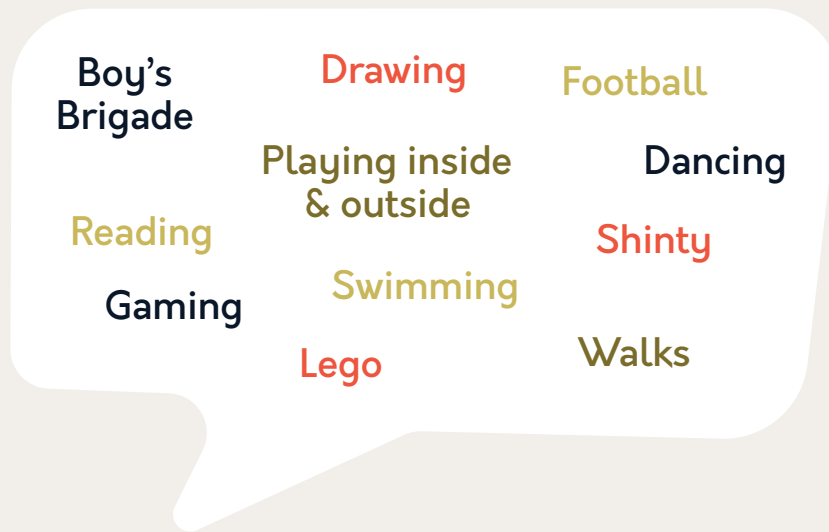 Boy's
Brigade
Drawing
Football
Playing inside
& outside
Dancing
Reading
Shinty
Swimming
Gaming
Lego
Walks